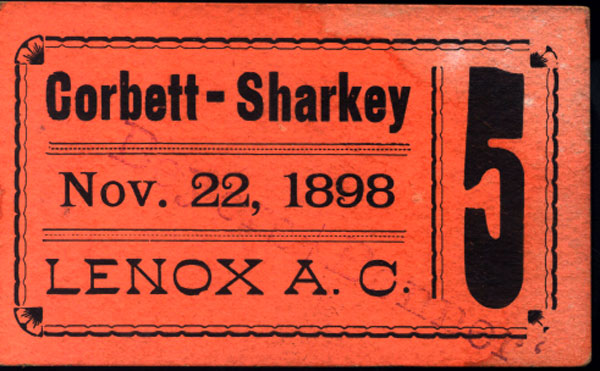 Corbett - Sharkey
Nov. 22, 1898
LENOX A. C.
5